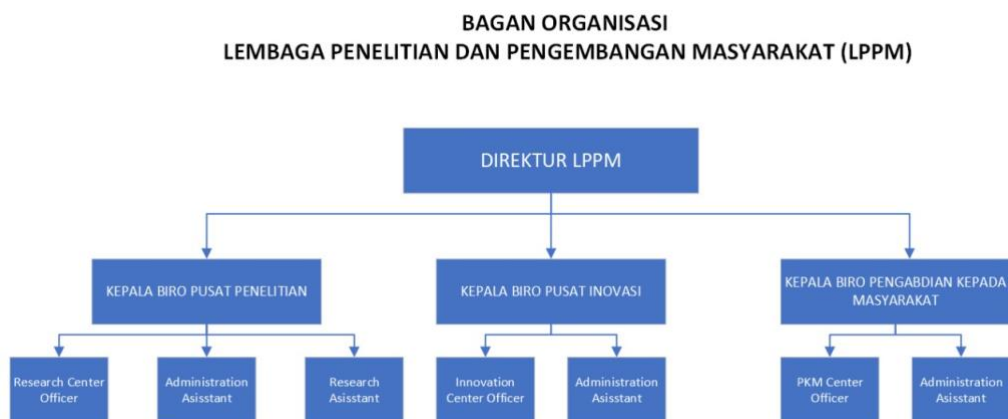 BAGAN ORGANISASI
LEMBAGA PENELITIAN DAN PENGEMBANGAN MASYARAKAT (LPPM)
DIREKTUR LPPM
KEPALA BIRO PUSAT PENELITIAN
KEPALA BIRO PUSAT INOVASI
KEPALA BIRO PENGABDIAN KEPADA
MASYARAKAT
Research Center
Officer
Administration
Asisstant
Research
Asisstant
Innovation
Center Officer
Administration
Asisstant
PKM Center
Officer
Administration
Asisstant